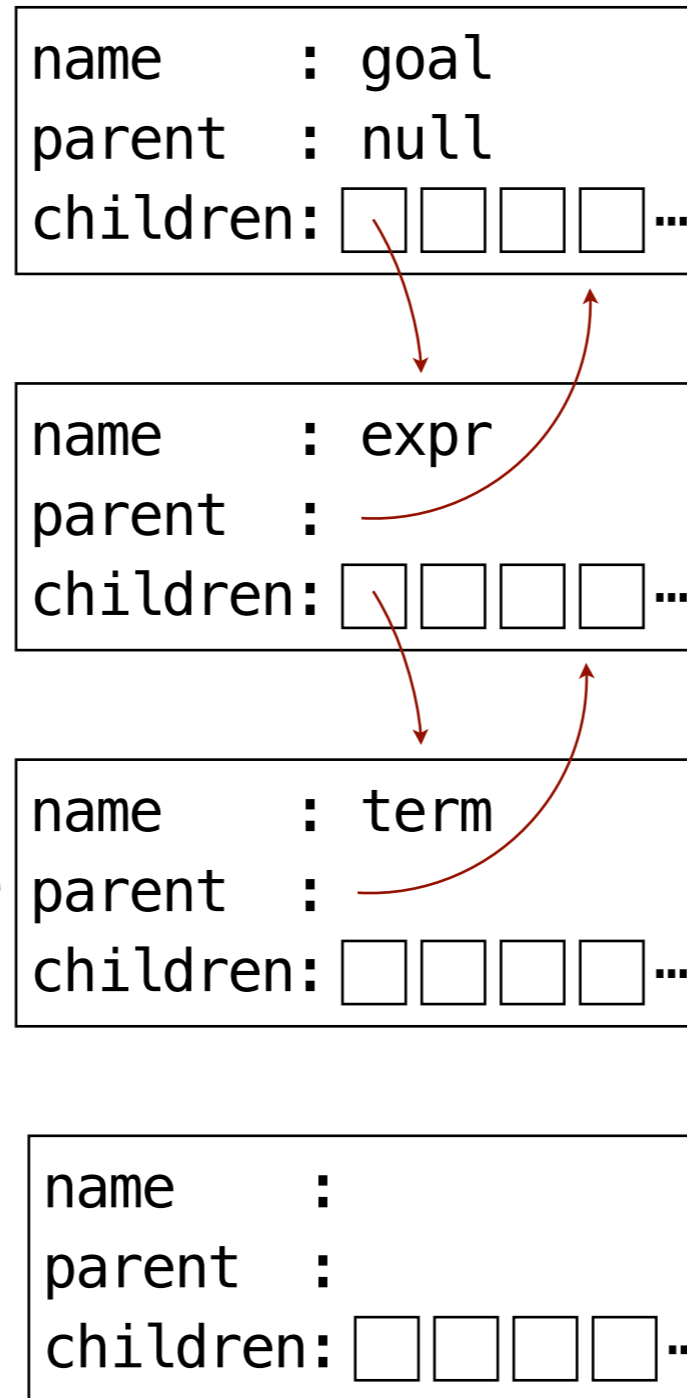 name : goal
parent : null
children: …
name : expr
parent :
children: …
name : term
parent :
children: …
name :
parent :
children: …